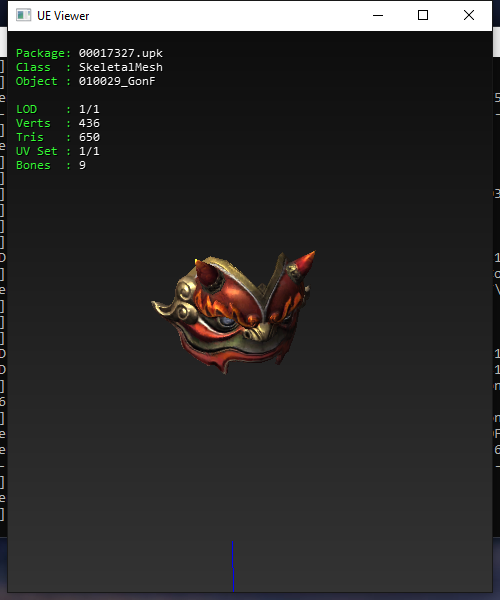 UE Viewer
Package: 00017327.upk
Class : SkeletalMesh
Object : 010029_GonF
LOD : 1/1
Verts : 436
Tris : 650
UV Set : 1/1
Bones : 9